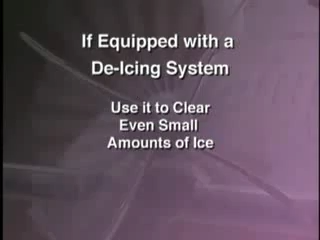 If Equipped with a
De-Icing System
Use it to Clear
Even Small
Amounts of Ice